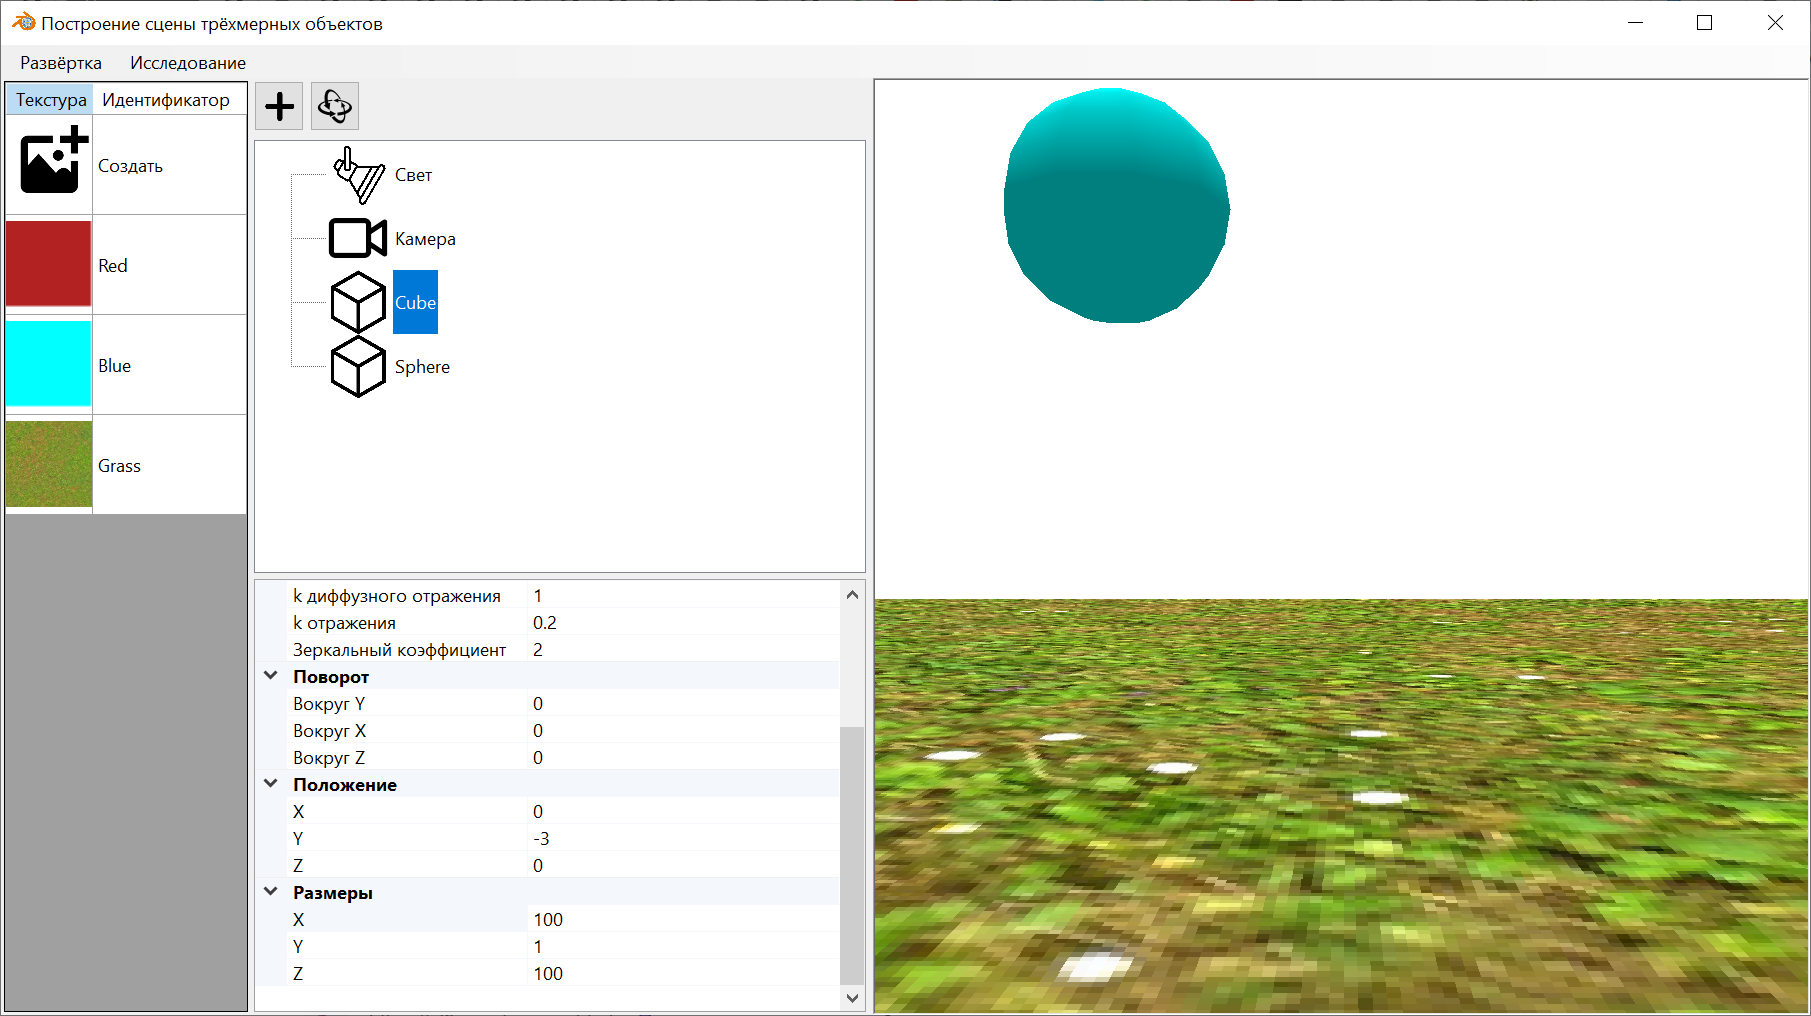 Построение сцены трёхмерных объектов
Развёртка Исследование
Текстура Идентификатор
Создать
Red
Blue
Grass
Свет
Камера
Cube
Sphere
k диффузного отражения 1
k отражения 0.2
Зеркальный коэффициент 2
Поворот
Вокруг Y 0
Вокруг X 0
Вокруг Z 0
Положение
X 0
Y -3
Z 0
Размеры
X 100
Y 1
Z 100